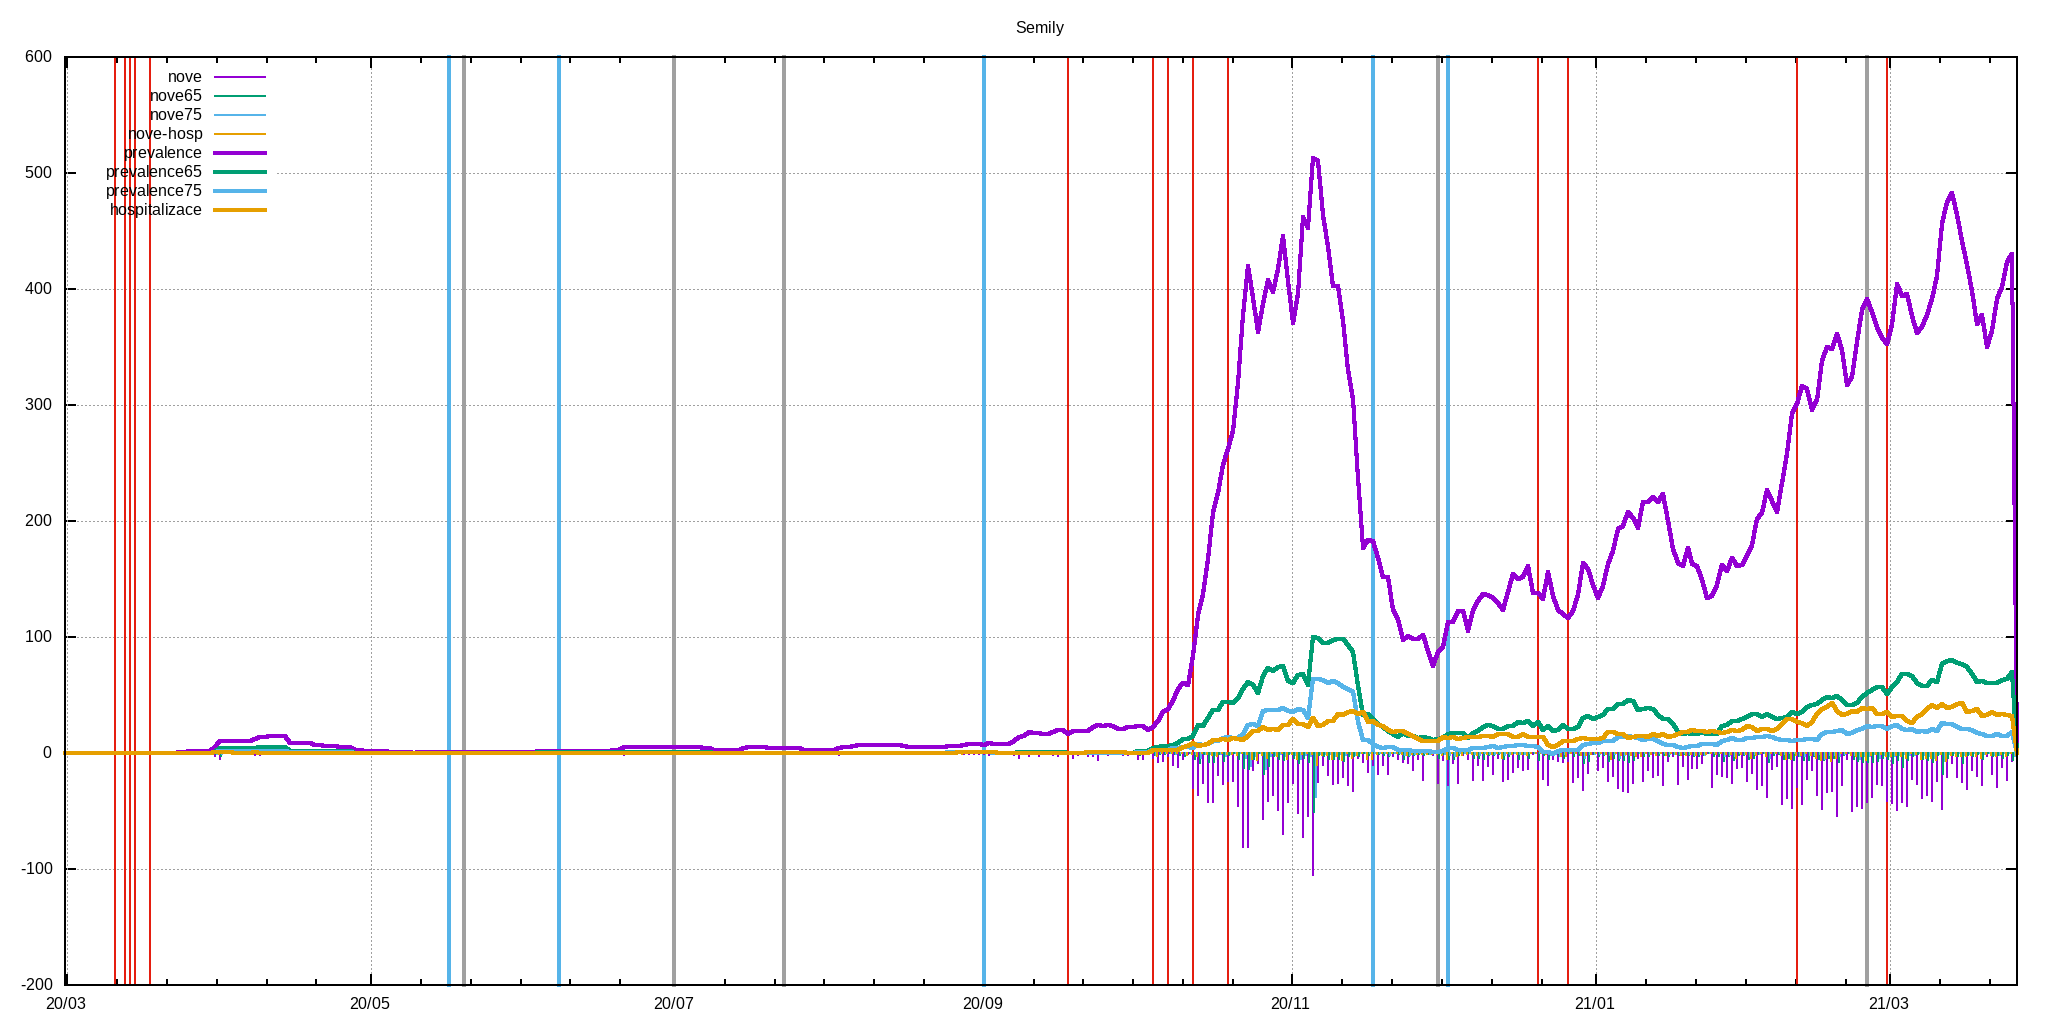 Semily
600
500
400
300
200
100
0
-100
-200
nove
nove65
nove75
nove-hosp
prevalence
prevalence65
prevalence75
hospitalizace
20/03 20/05 20/07 20/09 20/11 21/01 21/03